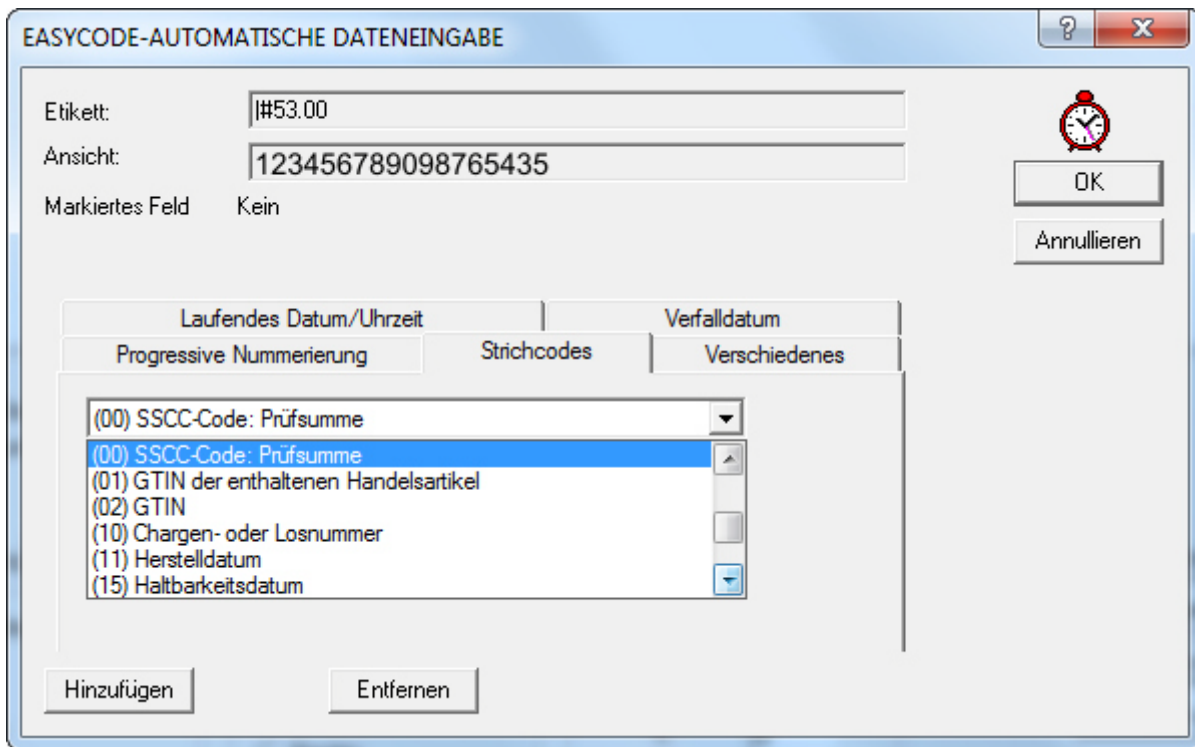 EASYCODE-AUTOMATISCHE DATENEINGABE
Etikett: |#53.00
Ansicht: 123456789098765435
OK
Markiertes Feld Kein
Annullieren
Laufendes Datum/Uhrzeit Verfalldatum
Progressive Nummerierung Strichcodes Verschiedenes
(00) SSCC-Code: Prüfsumme
(00) SSCC-Code: Prüfsumme
(01) GTIN der enthaltenen Handelsartikel
(02) GTIN
(10) Chargen- oder Losnummer
(11) Herstelldatum
(15) Haltbarkeitsdatum
Hinzufügen Entfernen